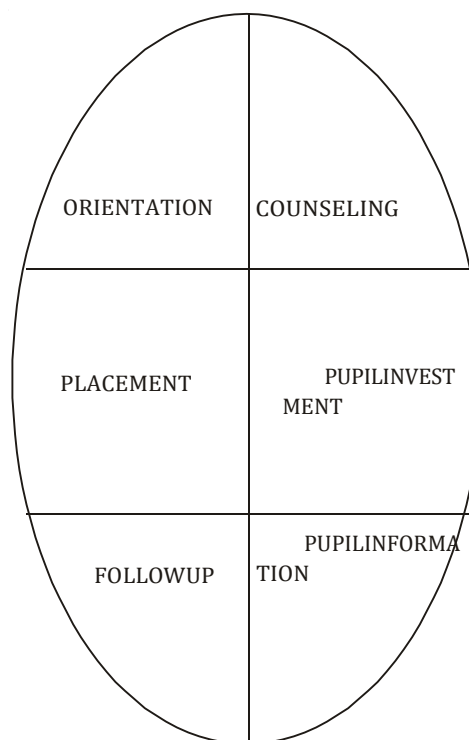 ORIENTATION
COUNSELING
PLACEMENT
PUPILINVEST
MENT
FOLLOWUP
PUPILINFORMA
TION